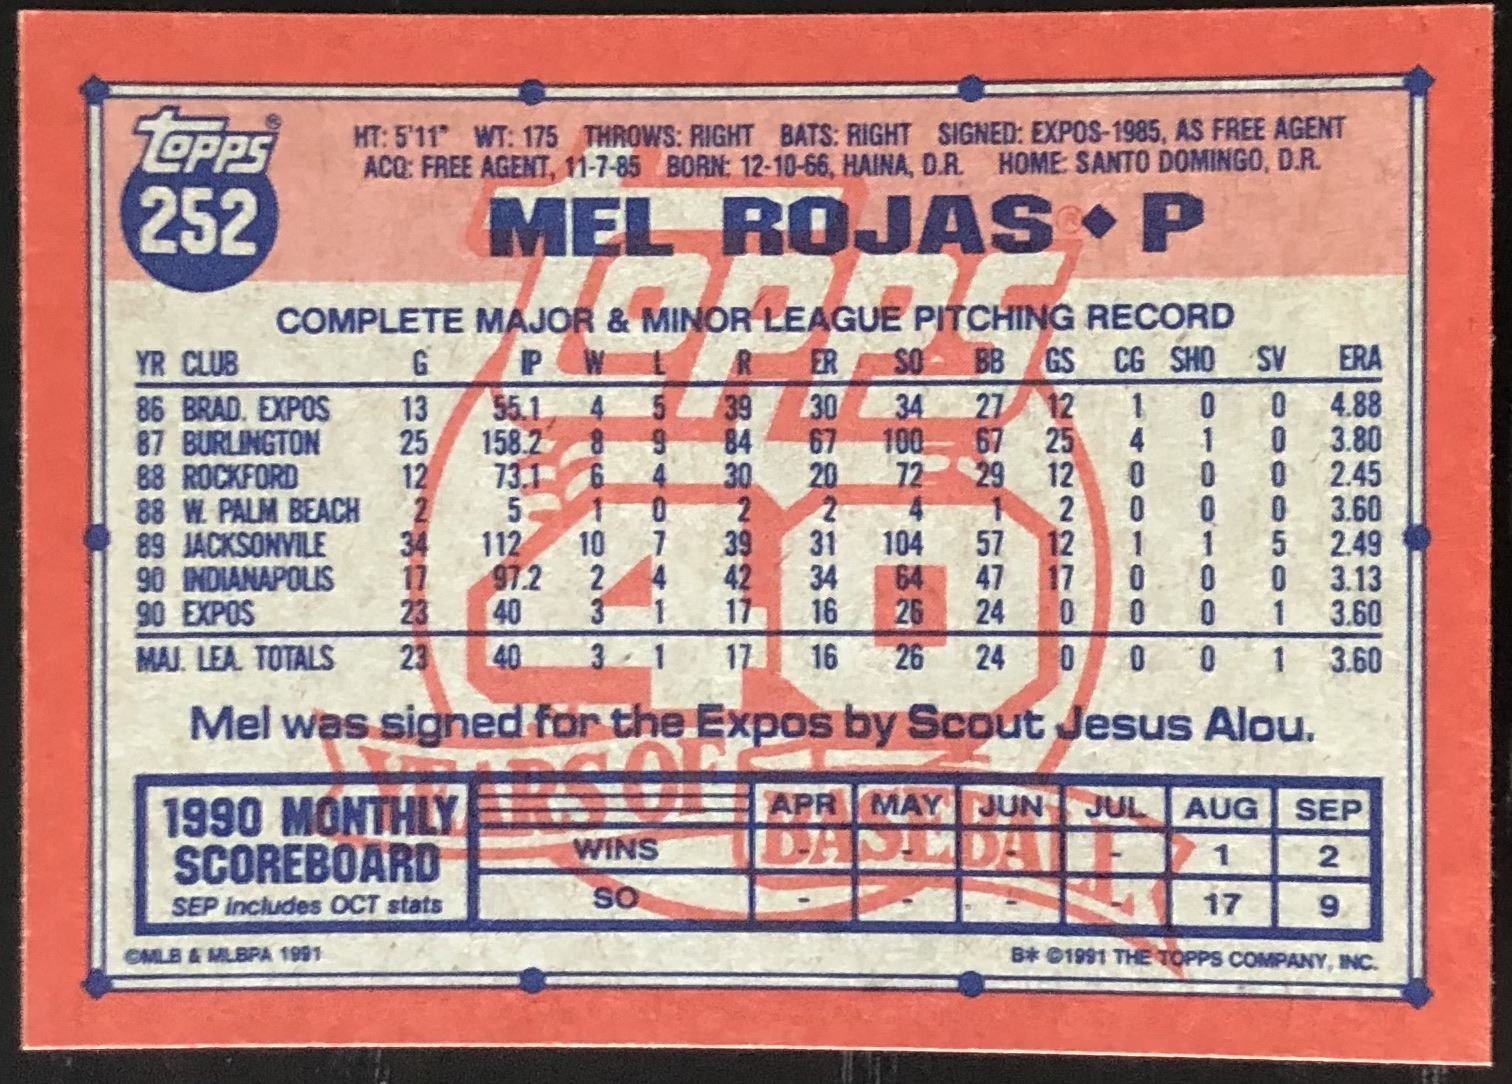 topps®
252
HT: 5'11" WT: 175 THROWS: RIGHT BATS: RIGHT SIGNED: EXPOS-1985, AS FREE AGENT
ACQ: FREE AGENT, 11-7-85 BORN: 12-10-66, HAINA, D.R. HOME: SANTO DOMINGO, D.R.
MEL ROJAS ◆ P
topps®
COMPLETE MAJOR & MINOR LEAGUE PITCHING RECORD
YR CLUB G IP W L R ER SO BB GS CG SHO SV ERA
86 BRAD. EXPOS 13 55.1 4 5 39 30 34 27 12 1 0 0 4.88
87 BURLINGTON 25 158.2 8 9 84 67 100 67 25 4 1 0 3.80
88 ROCKFORD 12 73.1 6 4 30 20 72 29 12 0 0 0 2.45
88 W. PALM BEACH 2 5 1 0 2 2 4 1 2 0 0 0 3.60
89 JACKSONVILE 34 112 10 7 39 31 104 57 12 1 1 5 2.49
90 INDIANAPOLIS 17 97.2 2 4 42 34 64 47 17 0 0 0 3.13
90 EXPOS 23 40 3 1 17 16 26 24 0 0 0 1 3.60
MAJ. LEA. TOTALS 23 40 3 1 17 16 26 24 0 0 0 1 3.60
40
Mel was signed for the Expos by Scout Jesus Alou.
YEARS OF
BASEBALL
1990 MONTHLY
SCOREBOARD
SEP includes OCT stats
APR MAY JUN JUL AUG SEP
WINS - - - - 1 2
SO - - - - 17 9
©MLB & MLBPA 1991
B* ©1991 THE TOPPS COMPANY, INC.